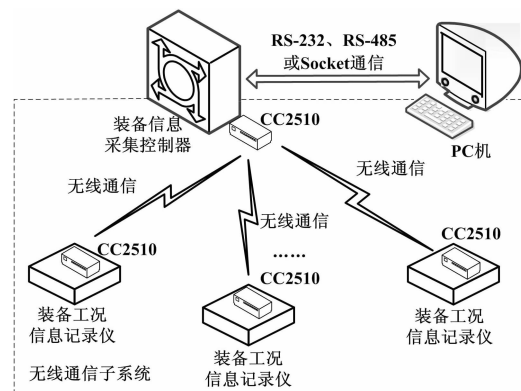 RS-232、RS-485
或Socket通信
装备信息
采集控制器
CC2510
PC机
无线通信
无线通信
无线通信
CC2510
……
CC2510
CC2510
装备工况
信息记录仪
装备工况
信息记录仪
装备工况
信息记录仪
无线通信子系统